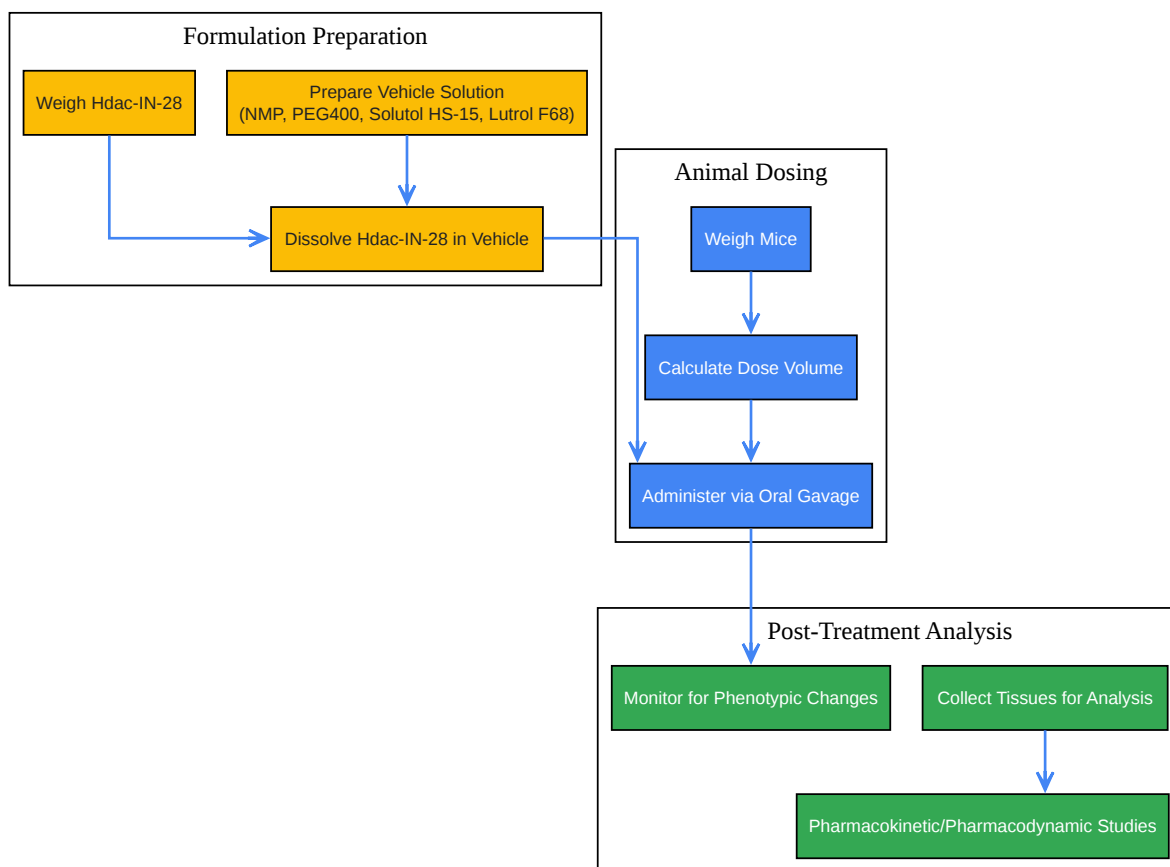 Formulation Preparation
Weigh Hdac-IN-28
Prepare Vehicle Solution
(NMP, PEG400, Solutol HS-15, Lutrol F68)
Dissolve Hdac-IN-28 in Vehicle
Animal Dosing
Weigh Mice
Calculate Dose Volume
Administer via Oral Gavage
Post-Treatment Analysis
Monitor for Phenotypic Changes
Collect Tissues for Analysis
Pharmacokinetic/Pharmacodynamic Studies